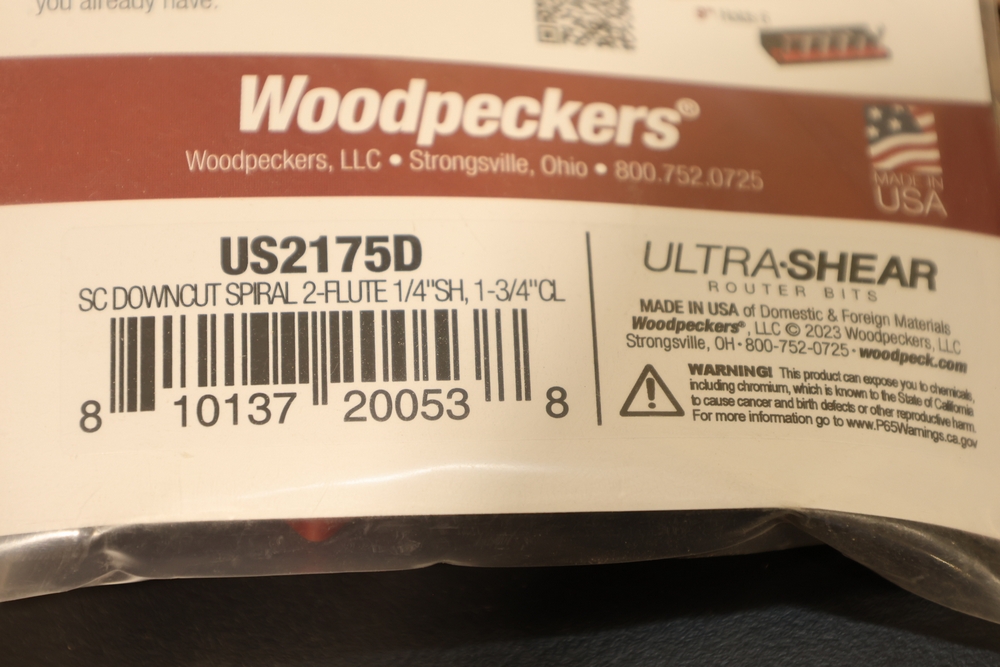 you already have.
Woodpeckers®
Woodpeckers, LLC • Strongsville, Ohio • 800.752.0725
MADE IN
USA
US2175D
SC DOWNCUT SPIRAL 2-FLUTE 1/4"SH, 1-3/4"CL
8 10137 20053 8
ULTRA·SHEAR
ROUTER BITS
MADE IN USA of Domestic & Foreign Materials
Woodpeckers®, LLC © 2023 Woodpeckers, LLC
Strongsville, OH · 800-752-0725 · woodpeck.com
WARNING! This product can expose you to chemicals,
including chromium, which is known to the State of California
to cause cancer and birth defects or other reproductive harm.
For more information go to www.P65Warnings.ca.gov